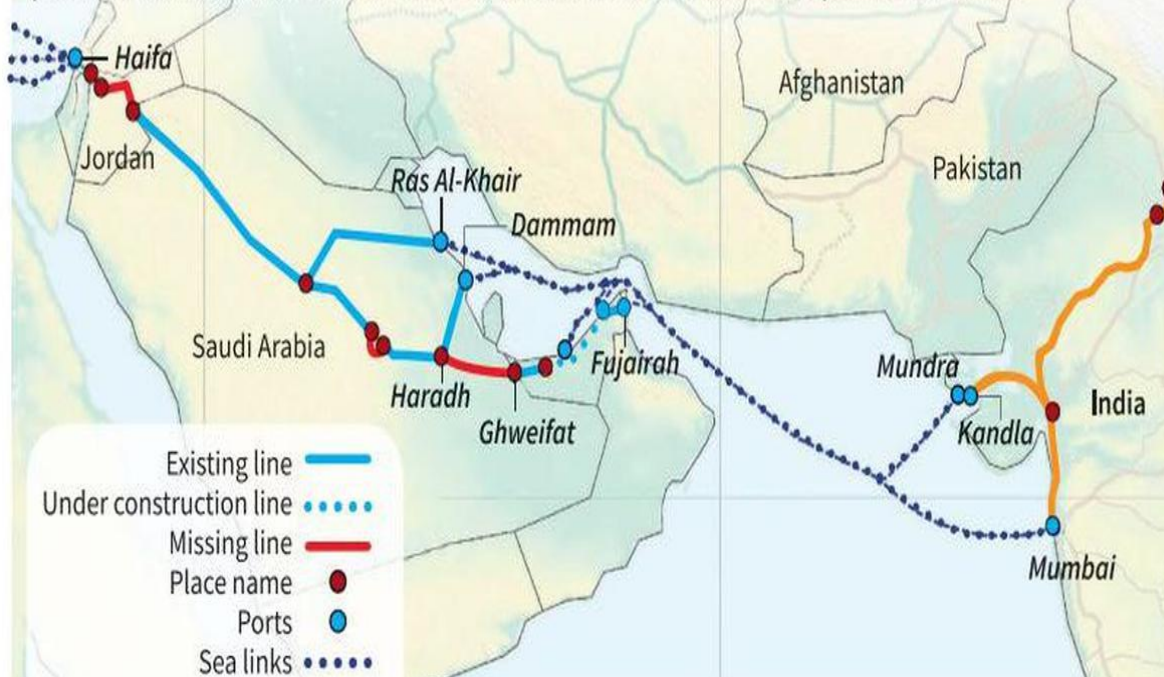 Haifa
Afghanistan
Jordan
Pakistan
Ras Al-Khair
Dammam
Saudi Arabia
Fujairah
Mundra
Haradh
India
Ghweifat
Kandla
Existing line
Under construction line
Missing line
Mumbai
Place name
Ports
Sea links